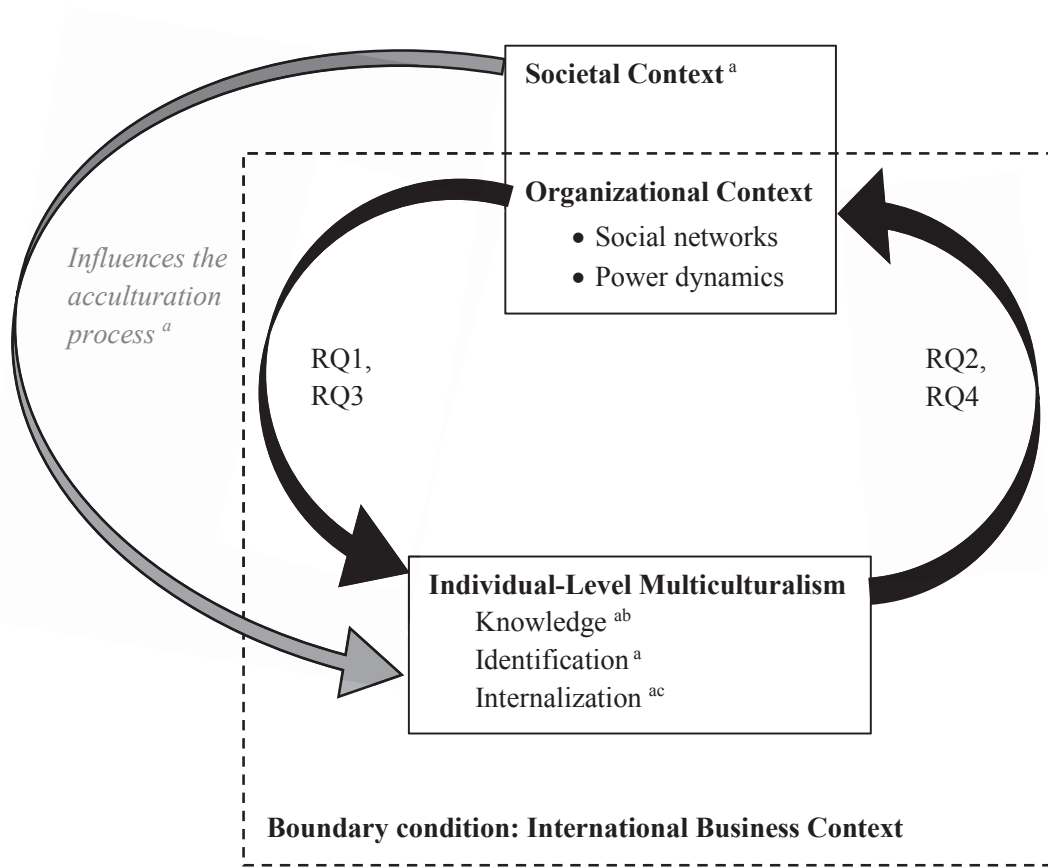 Societal Context a
Organizational Context
• Social networks
• Power dynamics
Influences the
acculturation
process a
RQ1,
RQ3
RQ2,
RQ4
Individual-Level Multiculturalism
Knowledge ab
Identification a
Internalization ac
Boundary condition: International Business Context